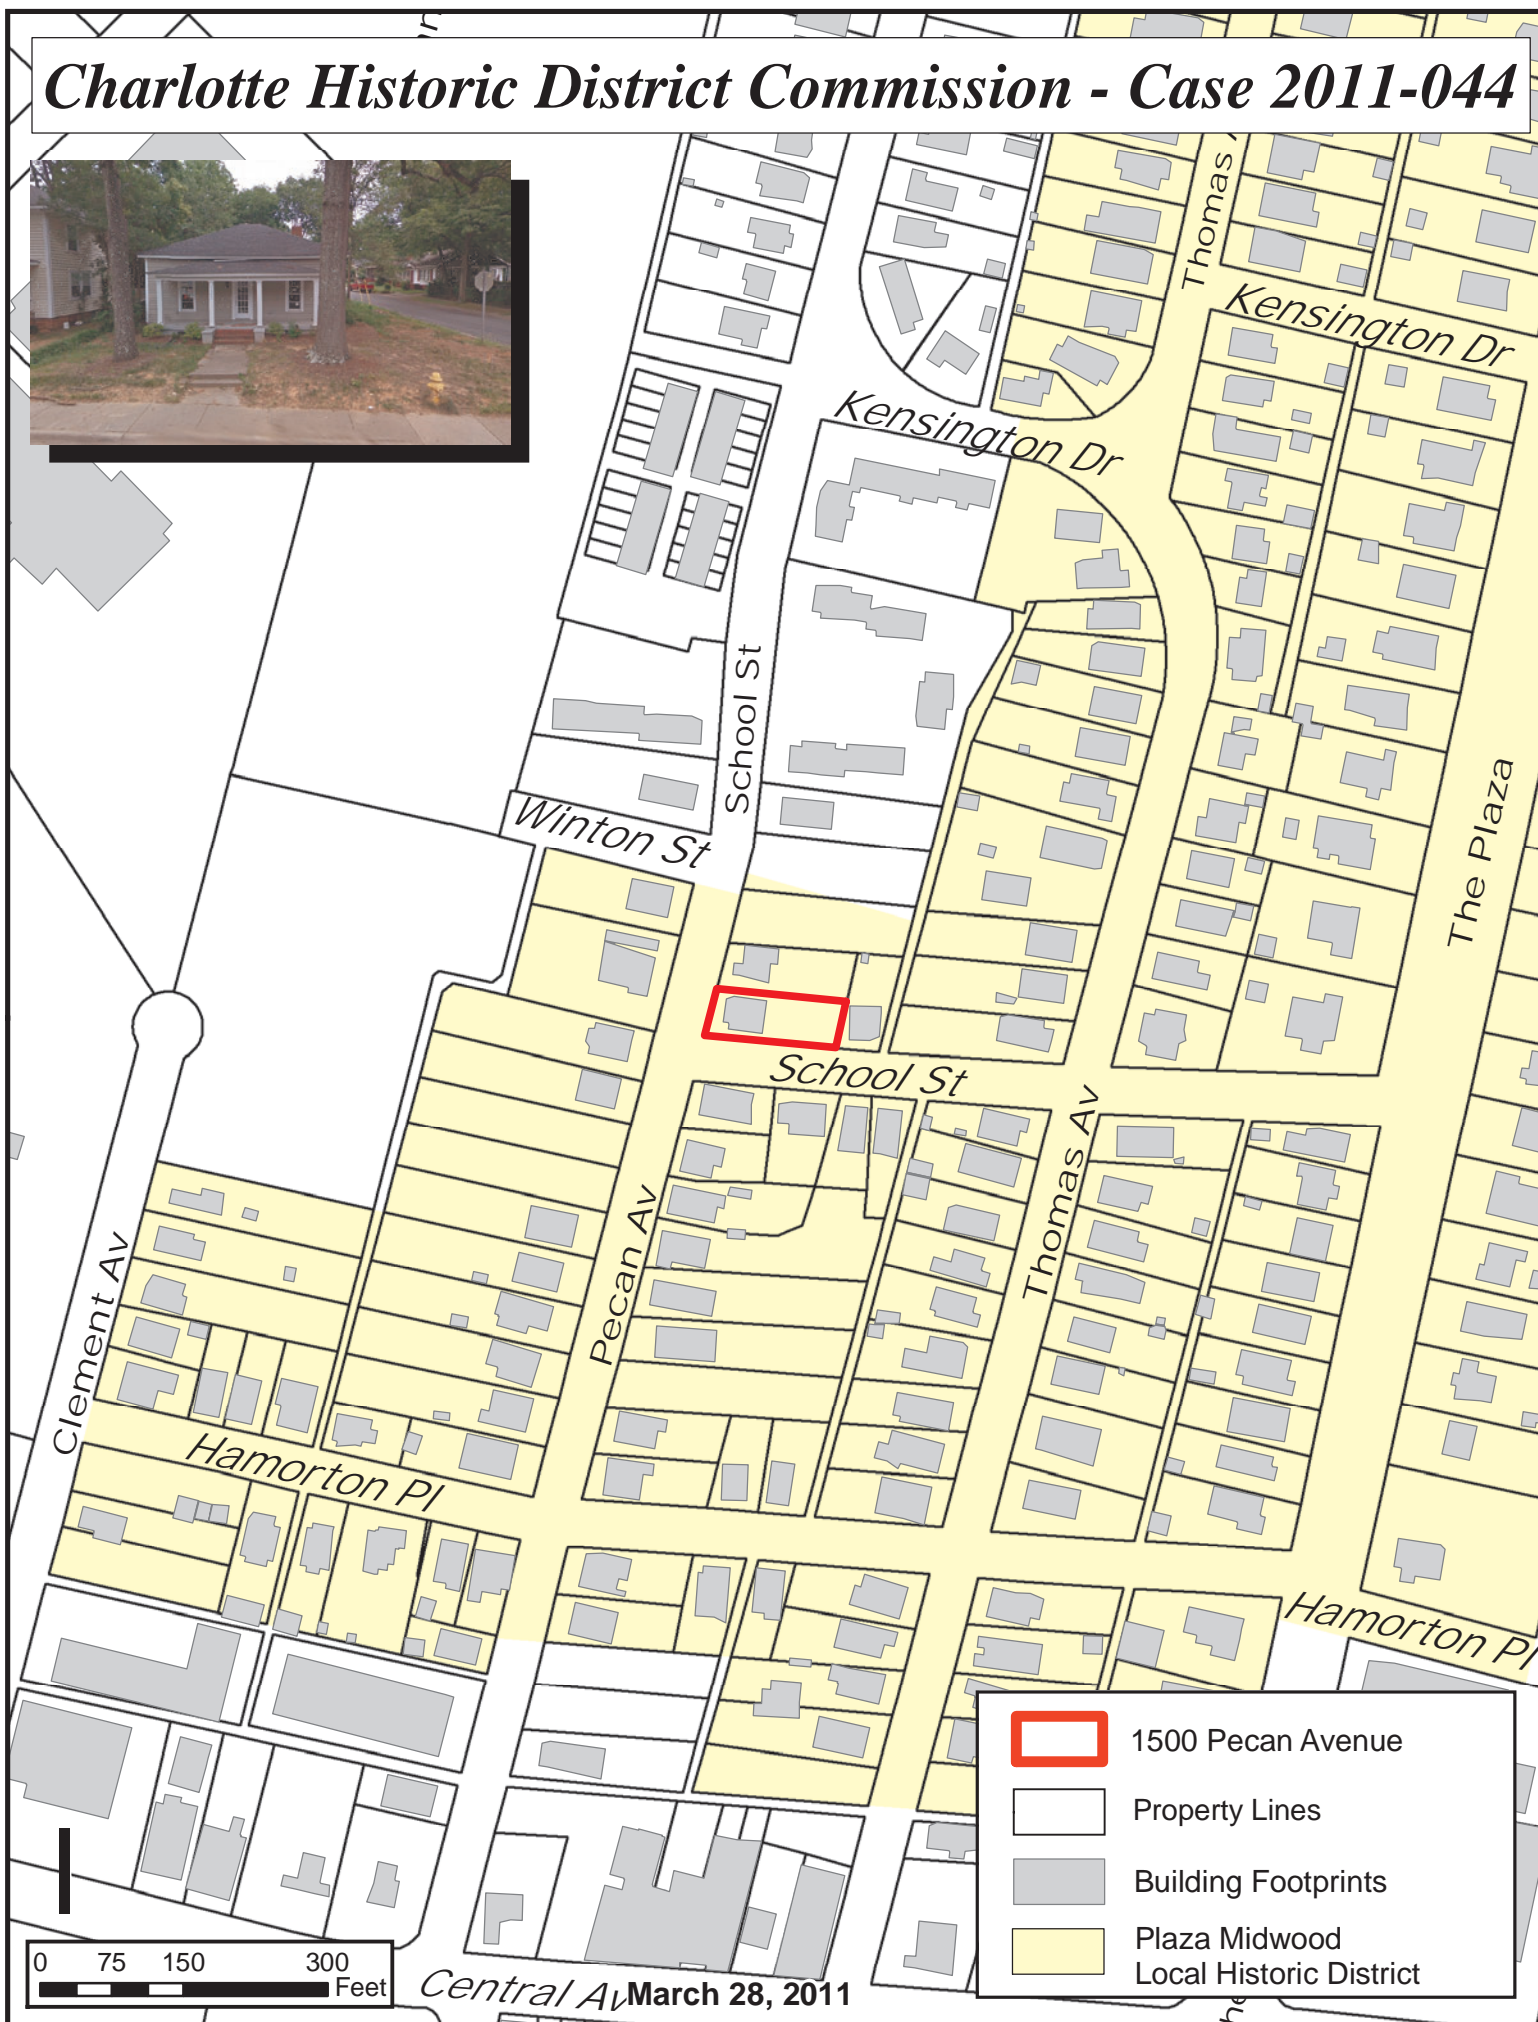 Charlotte Historic District Commission - Case 2011-044
Thomas
Kensington Dr
Kensington Dr
School St
Winton St
The Plaza
School St
Thomas Av
Pecan Av
Clement Av
Hamorton Pl
Hamorton Pl
1500 Pecan Avenue
Property Lines
Building Footprints
Plaza Midwood
Local Historic District
0 75 150 300
Feet
Central Av
March 28, 2011